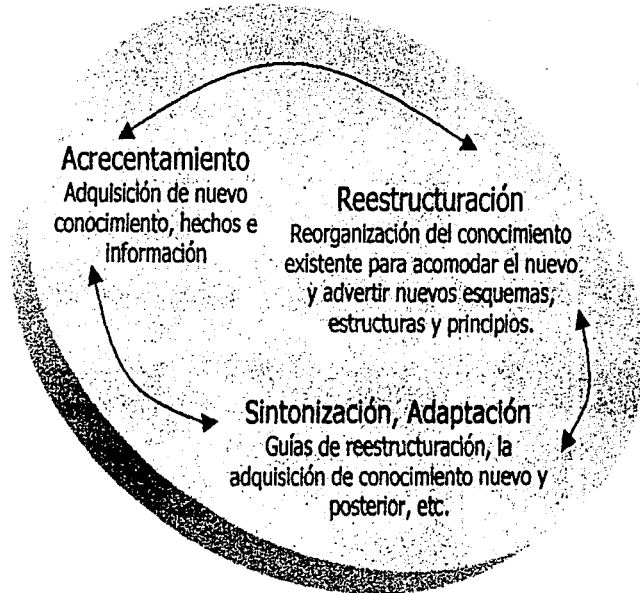 Acrecentamiento
Adquisición de nuevo
conocimiento, hechos e
información
Reestructuración
Reorganización del conocimiento
existente para acomodar el nuevo
y advertir nuevos esquemas,
estructuras y principios.
Sintonización, Adaptación
Guías de reestructuración, la
adquisición de conocimiento nuevo y
posterior, etc.